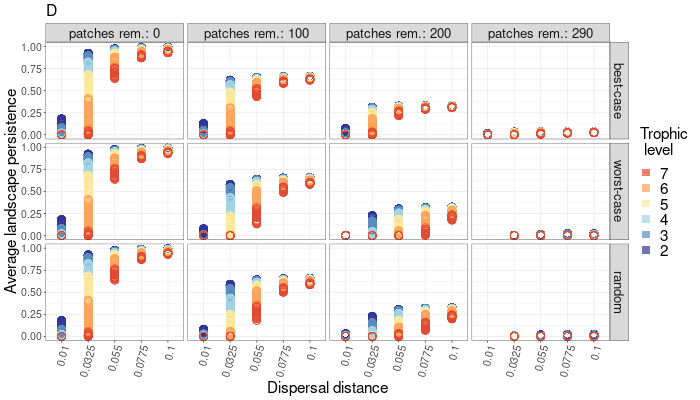 D
patches rem.: 0 patches rem.: 100 patches rem.: 200 patches rem.: 290
1.00
0.75
0.50
0.25
0.00
best-case
1.00
0.75
0.50
0.25
0.00
worst-case
1.00
0.75
0.50
0.25
0.00
random
Average landscape persistence
0.01 0.0325 0.055 0.0775 0.1 0.01 0.0325 0.055 0.0775 0.1 0.01 0.0325 0.055 0.0775 0.1 0.01 0.0325 0.055 0.0775 0.1
Dispersal distance
Trophic
level
7
6
5
4
3
2